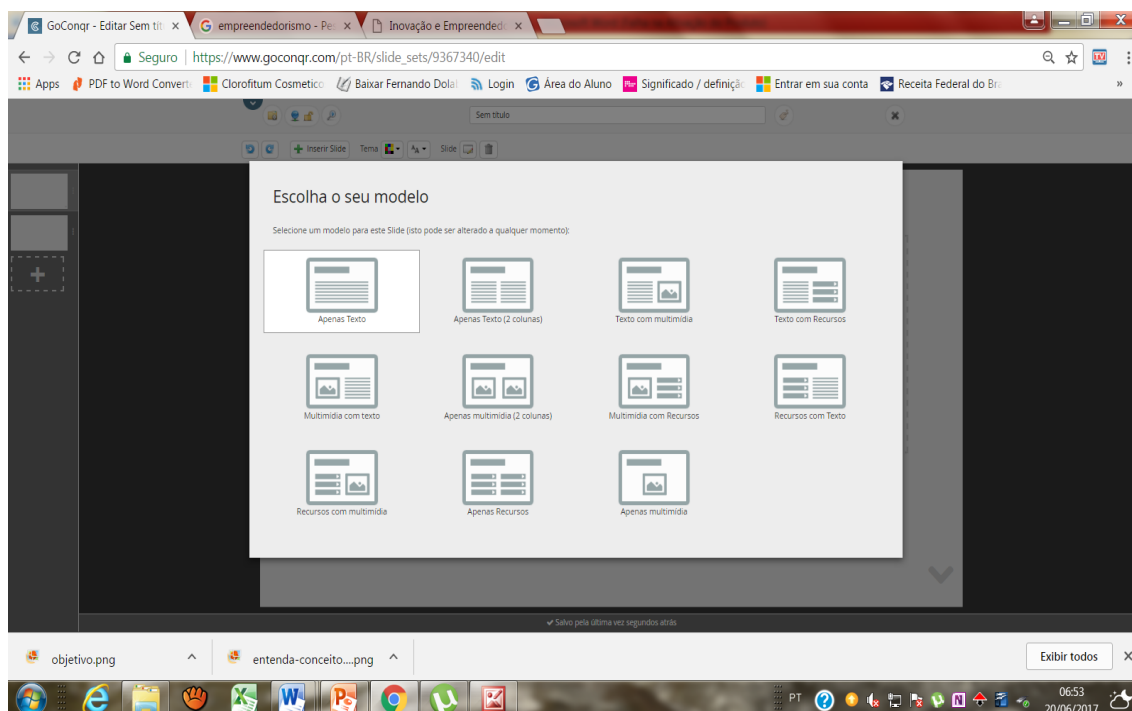 GoConqr - Editar Sem tít
empreendedorismo - Pe
Inovação e Empreended
Seguro | https://www.goconqr.com/pt-BR/slide_sets/9367340/edit
Apps PDF to Word Convert Clorofitum Cosmetico Baixar Fernando Dola Login Área do Aluno Significado / definiçã Entrar em sua conta Receita Federal do Br »
Sem título
Inserir Slide Tema Slide
Escolha o seu modelo
Selecione um modelo para este Slide (isto pode ser alterado a qualquer momento):
Apenas Texto Apenas Texto (2 colunas) Texto com multimídia Texto com Recursos
Multimídia com texto Apenas multimídia (2 colunas) Multimídia com Recursos Recursos com Texto
Recursos com multimídia Apenas Recursos Apenas multimídia
Salvo pela última vez segundos atrás
objetivo.png entenda-conceito....png Exibir todos
PT 06:53
20/06/2017